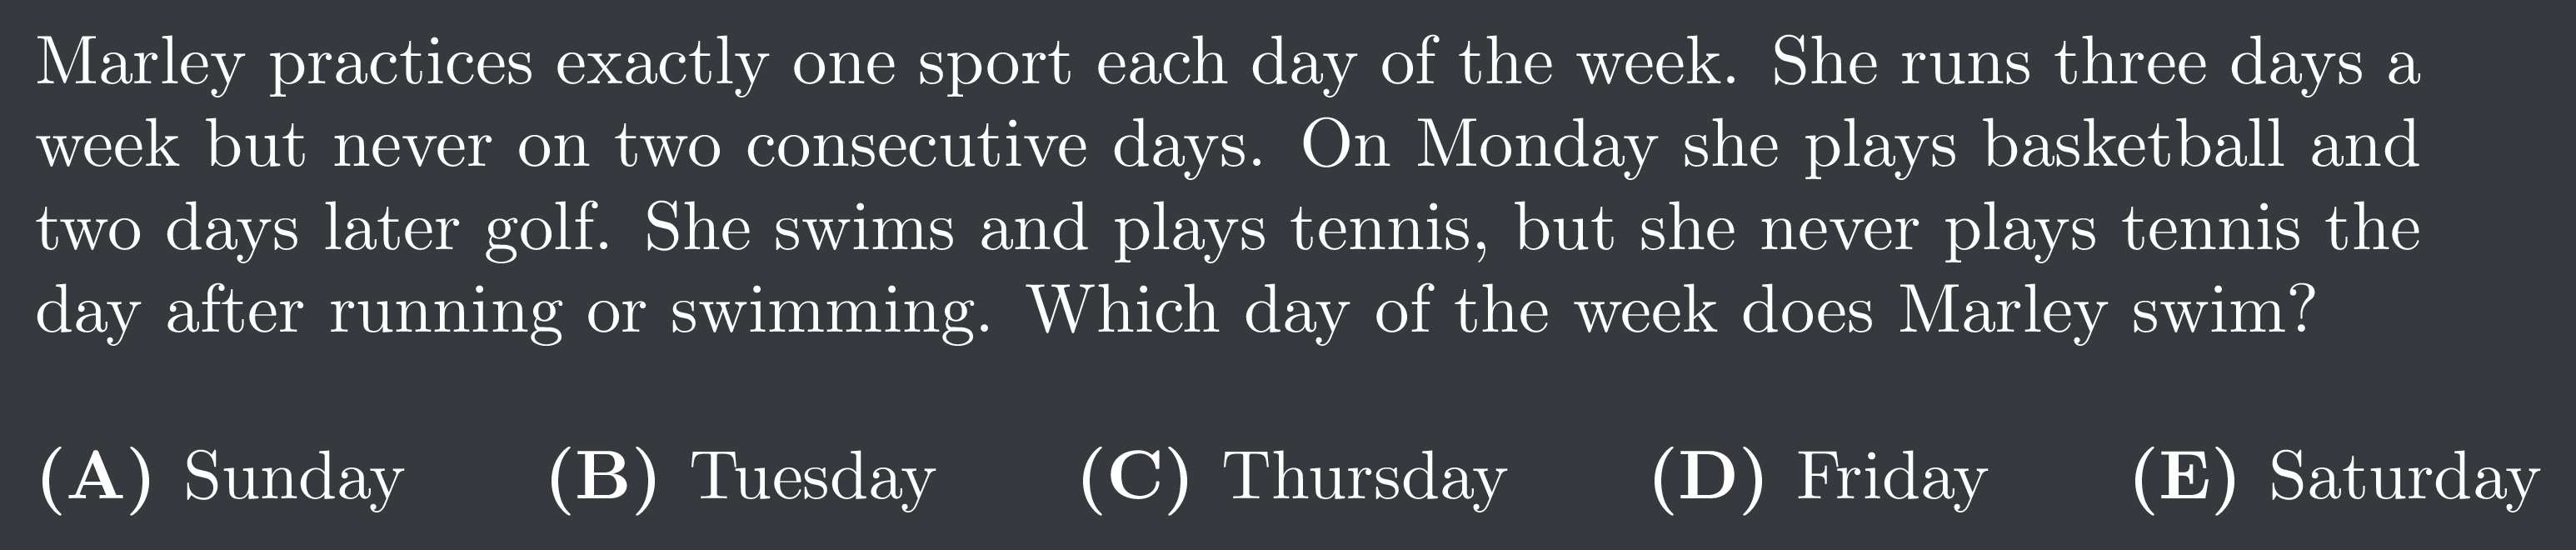 Marley practices exactly one sport each day of the week. She runs three days a
week but never on two consecutive days. On Monday she plays basketball and
two days later golf. She swims and plays tennis, but she never plays tennis the
day after running or swimming. Which day of the week does Marley swim?
(A) Sunday (B) Tuesday (C) Thursday (D) Friday (E) Saturday